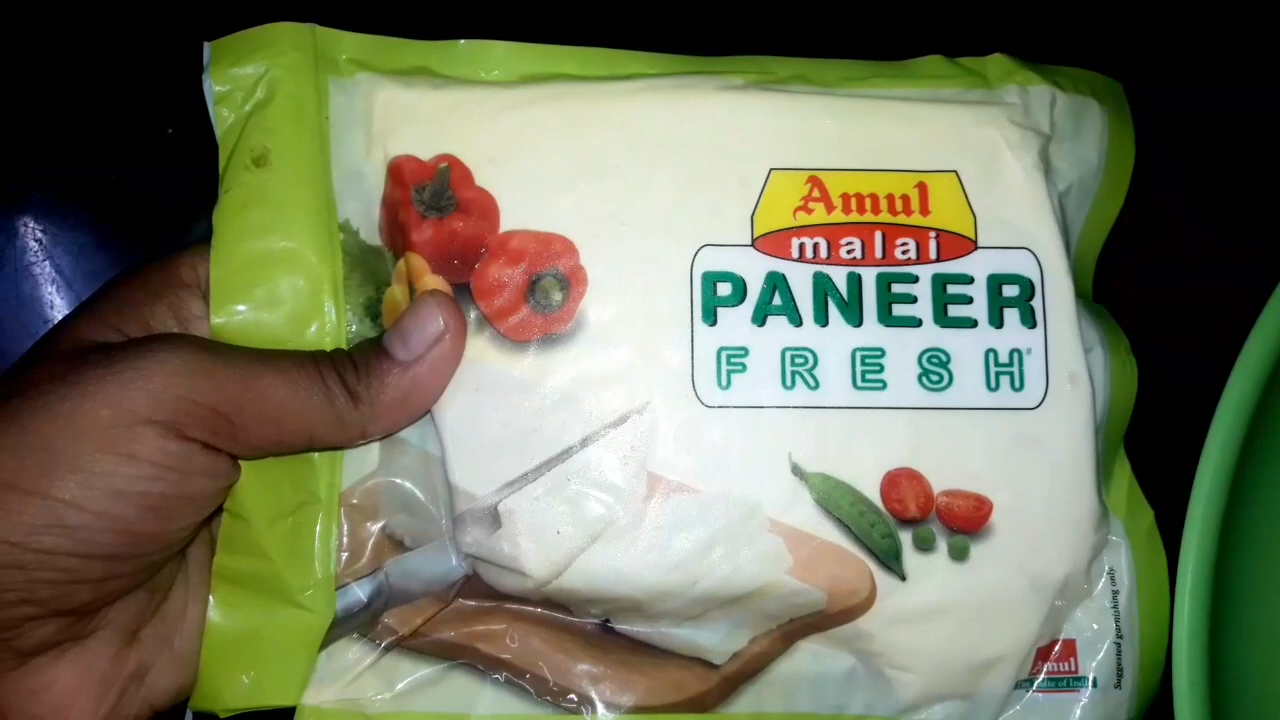 Amul
malai
PANEER
FRESH#
Amul
The Taste of India
Suggested garnishing only.